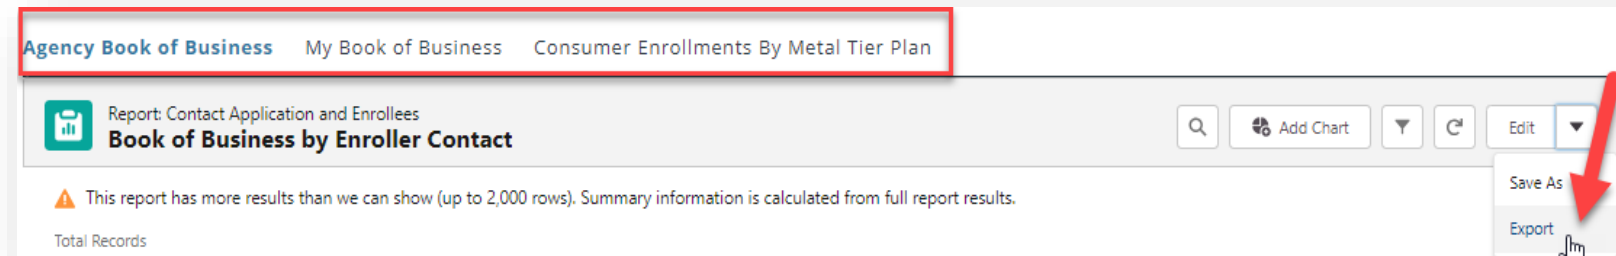 Agency Book of Business My Book of Business Consumer Enrollments By Metal Tier Plan
Report: Contact Application and Enrollees
Book of Business by Enroller Contact
Add Chart Edit
This report has more results than we can show (up to 2,000 rows). Summary information is calculated from full report results.
Save As
Export
Total Records